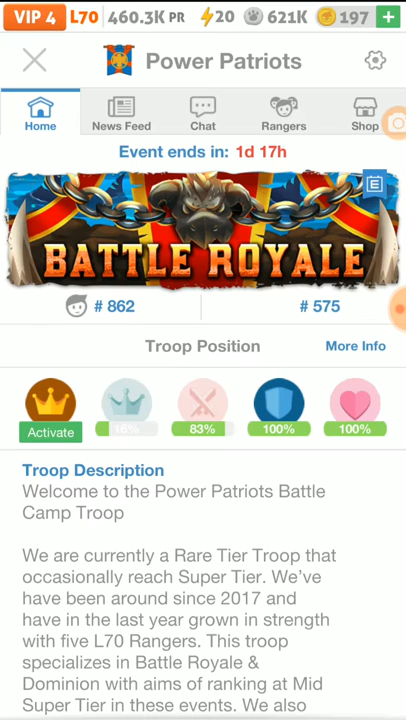 VIP 4 L70 460.3K PR 20 621K 197
Power Patriots
Home News Feed Chat Rangers Shop
Event ends in: 1d 17h
E
BATTLE ROYALE
# 862 # 575
Troop Position More Info
Activate 16% 83% 100% 100%
Troop Description
Welcome to the Power Patriots Battle
Camp Troop
We are currently a Rare Tier Troop that
occasionally reach Super Tier. We've
have been around since 2017 and
have in the last year grown in strength
with five L70 Rangers. This troop
specializes in Battle Royale &
Dominion with aims of ranking at Mid
Super Tier in these events. We also